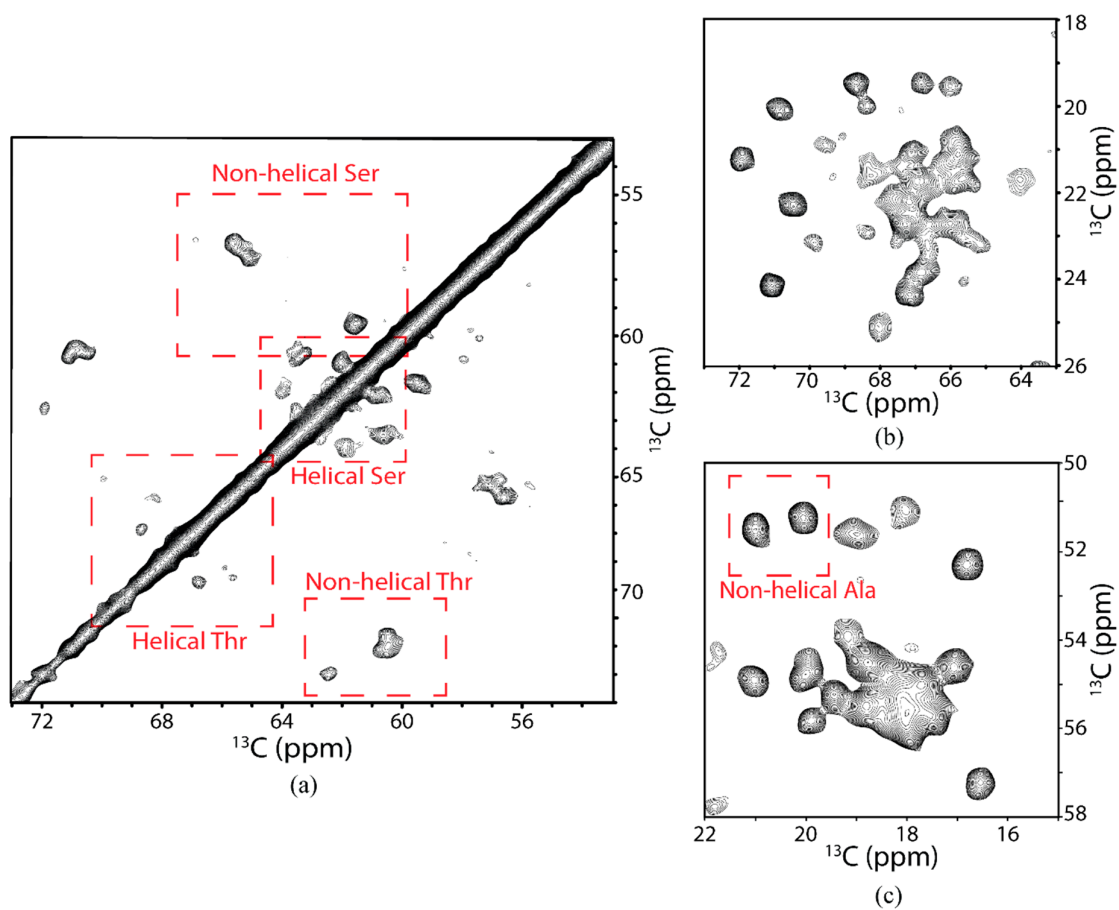 Non-helical Ser
55
60
65
70
13C (ppm)
Helical Ser
Non-helical Thr
Helical Thr
72
68
64
60
56
13C (ppm)
(a)
18
20
22
24
26
13C (ppm)
72
70
68
66
64
13C (ppm)
(b)
50
52
54
56
58
13C (ppm)
Non-helical Ala
22
20
18
16
13C (ppm)
(c)